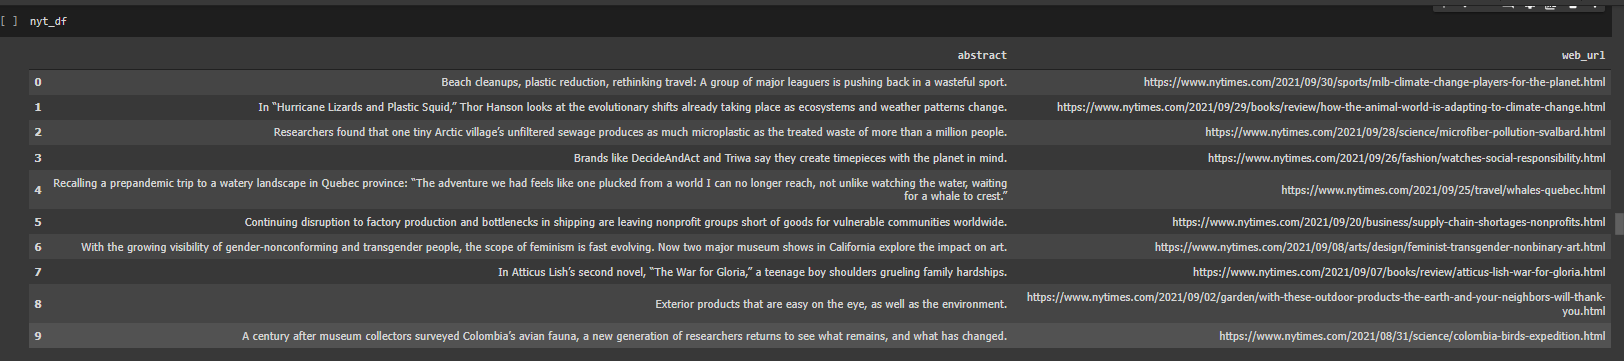 [ ] nyt_df
abstract web_url
0 Beach cleanups, plastic reduction, rethinking travel: A group of major leaguers is pushing back in a wasteful sport. https://www.nytimes.com/2021/09/30/sports/mlb-climate-change-players-for-the-planet.html
1 In “Hurricane Lizards and Plastic Squid,” Thor Hanson looks at the evolutionary shifts already taking place as ecosystems and weather patterns change. https://www.nytimes.com/2021/09/29/books/review/how-the-animal-world-is-adapting-to-climate-change.html
2 Researchers found that one tiny Arctic village’s unfiltered sewage produces as much microplastic as the treated waste of more than a million people. https://www.nytimes.com/2021/09/28/science/microfiber-pollution-svalbard.html
3 Brands like DecideAndAct and Triwa say they create timepieces with the planet in mind. https://www.nytimes.com/2021/09/26/fashion/watches-social-responsibility.html
4 Recalling a prepandemic trip to a watery landscape in Quebec province: “The adventure we had feels like one plucked from a world I can no longer reach, not unlike watching the water, waiting
for a whale to crest.” https://www.nytimes.com/2021/09/25/travel/whales-quebec.html
5 Continuing disruption to factory production and bottlenecks in shipping are leaving nonprofit groups short of goods for vulnerable communities worldwide. https://www.nytimes.com/2021/09/20/business/supply-chain-shortages-nonprofits.html
6 With the growing visibility of gender-nonconforming and transgender people, the scope of feminism is fast evolving. Now two major museum shows in California explore the impact on art. https://www.nytimes.com/2021/09/08/arts/design/feminist-transgender-nonbinary-art.html
7 In Atticus Lish’s second novel, “The War for Gloria,” a teenage boy shoulders grueling family hardships. https://www.nytimes.com/2021/09/07/books/review/atticus-lish-war-for-gloria.html
8 Exterior products that are easy on the eye, as well as the environment. https://www.nytimes.com/2021/09/02/garden/with-these-outdoor-products-the-earth-and-your-neighbors-will-thank-
you.html
9 A century after museum collectors surveyed Colombia’s avian fauna, a new generation of researchers returns to see what remains, and what has changed. https://www.nytimes.com/2021/08/31/science/colombia-birds-expedition.html